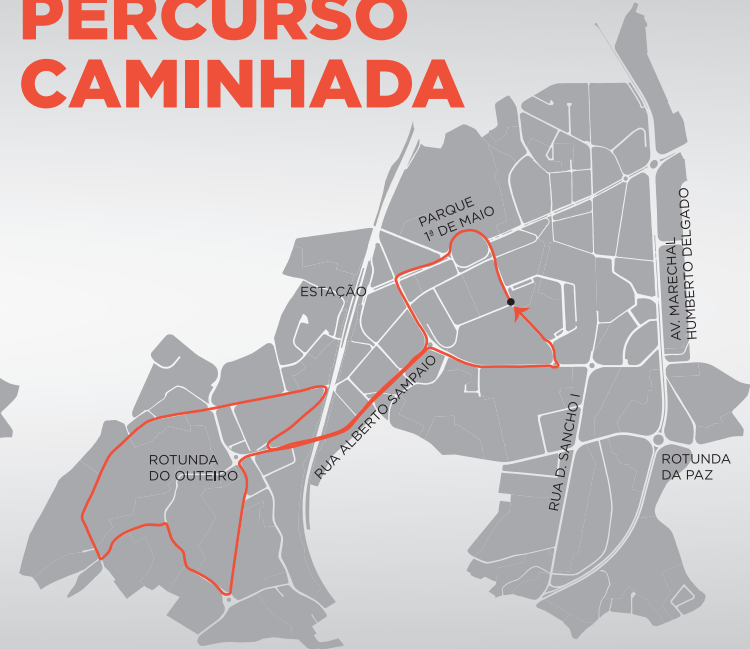 PERCURSO
CAMINHADA
PARQUE
1º DE MAIO
ESTAÇÃO
AV. MARECHAL
HUMBERTO DELGADO
RUA ALBERTO SAMPAIO
RUA D. SANCHO I
ROTUNDA
DO OUTEIRO
ROTUNDA
DA PAZ